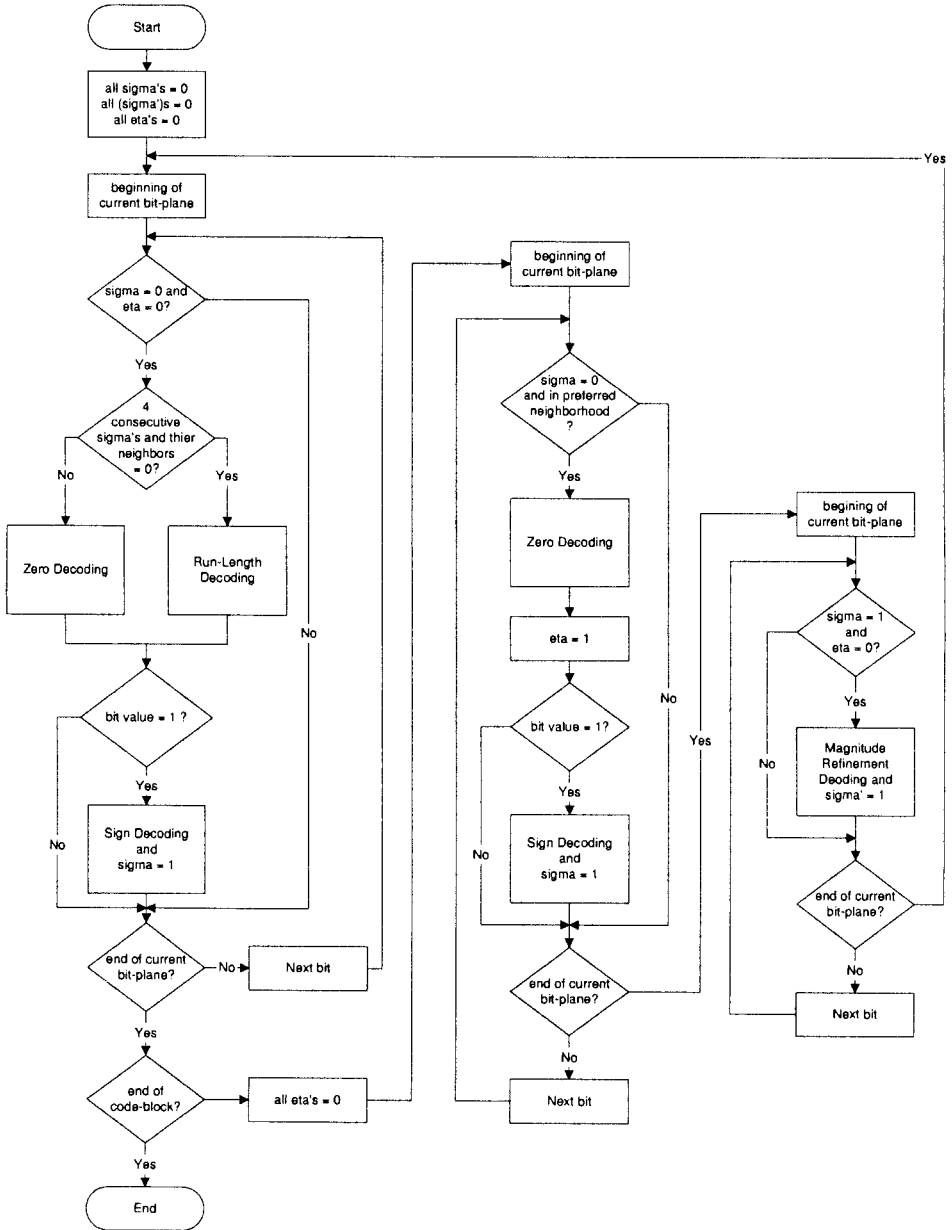 Start
all sigma's = 0
all (sigma')s = 0
all eta's = 0
Yes
beginning of
current bit-plane
sigma = 0 and
eta = 0?
Yes
4
consecutive
sigma's and thier
neighbors
= 0?
No
Yes
Zero Decoding
Run-Length
Decoding
No
bit value = 1 ?
Yes
No
Sign Decoding
and
sigma = 1
end of current
bit-plane?
No
Next bit
Yes
end of
code-block?
all eta's = 0
Yes
End
beginning of
current bit-plane
sigma = 0
and in preferred
neighborhood
?
Yes
Zero Decoding
eta = 1
No
bit value = 1?
Yes
No
Sign Decoding
and
sigma = 1
end of current
bit-plane?
Yes
No
Next bit
begining of
current bit-plane
sigma = 1
and
eta = 0?
Yes
No
Magnitude
Refinement
Deoding and
sigma' = 1
end of current
bit-plane?
No
Next bit